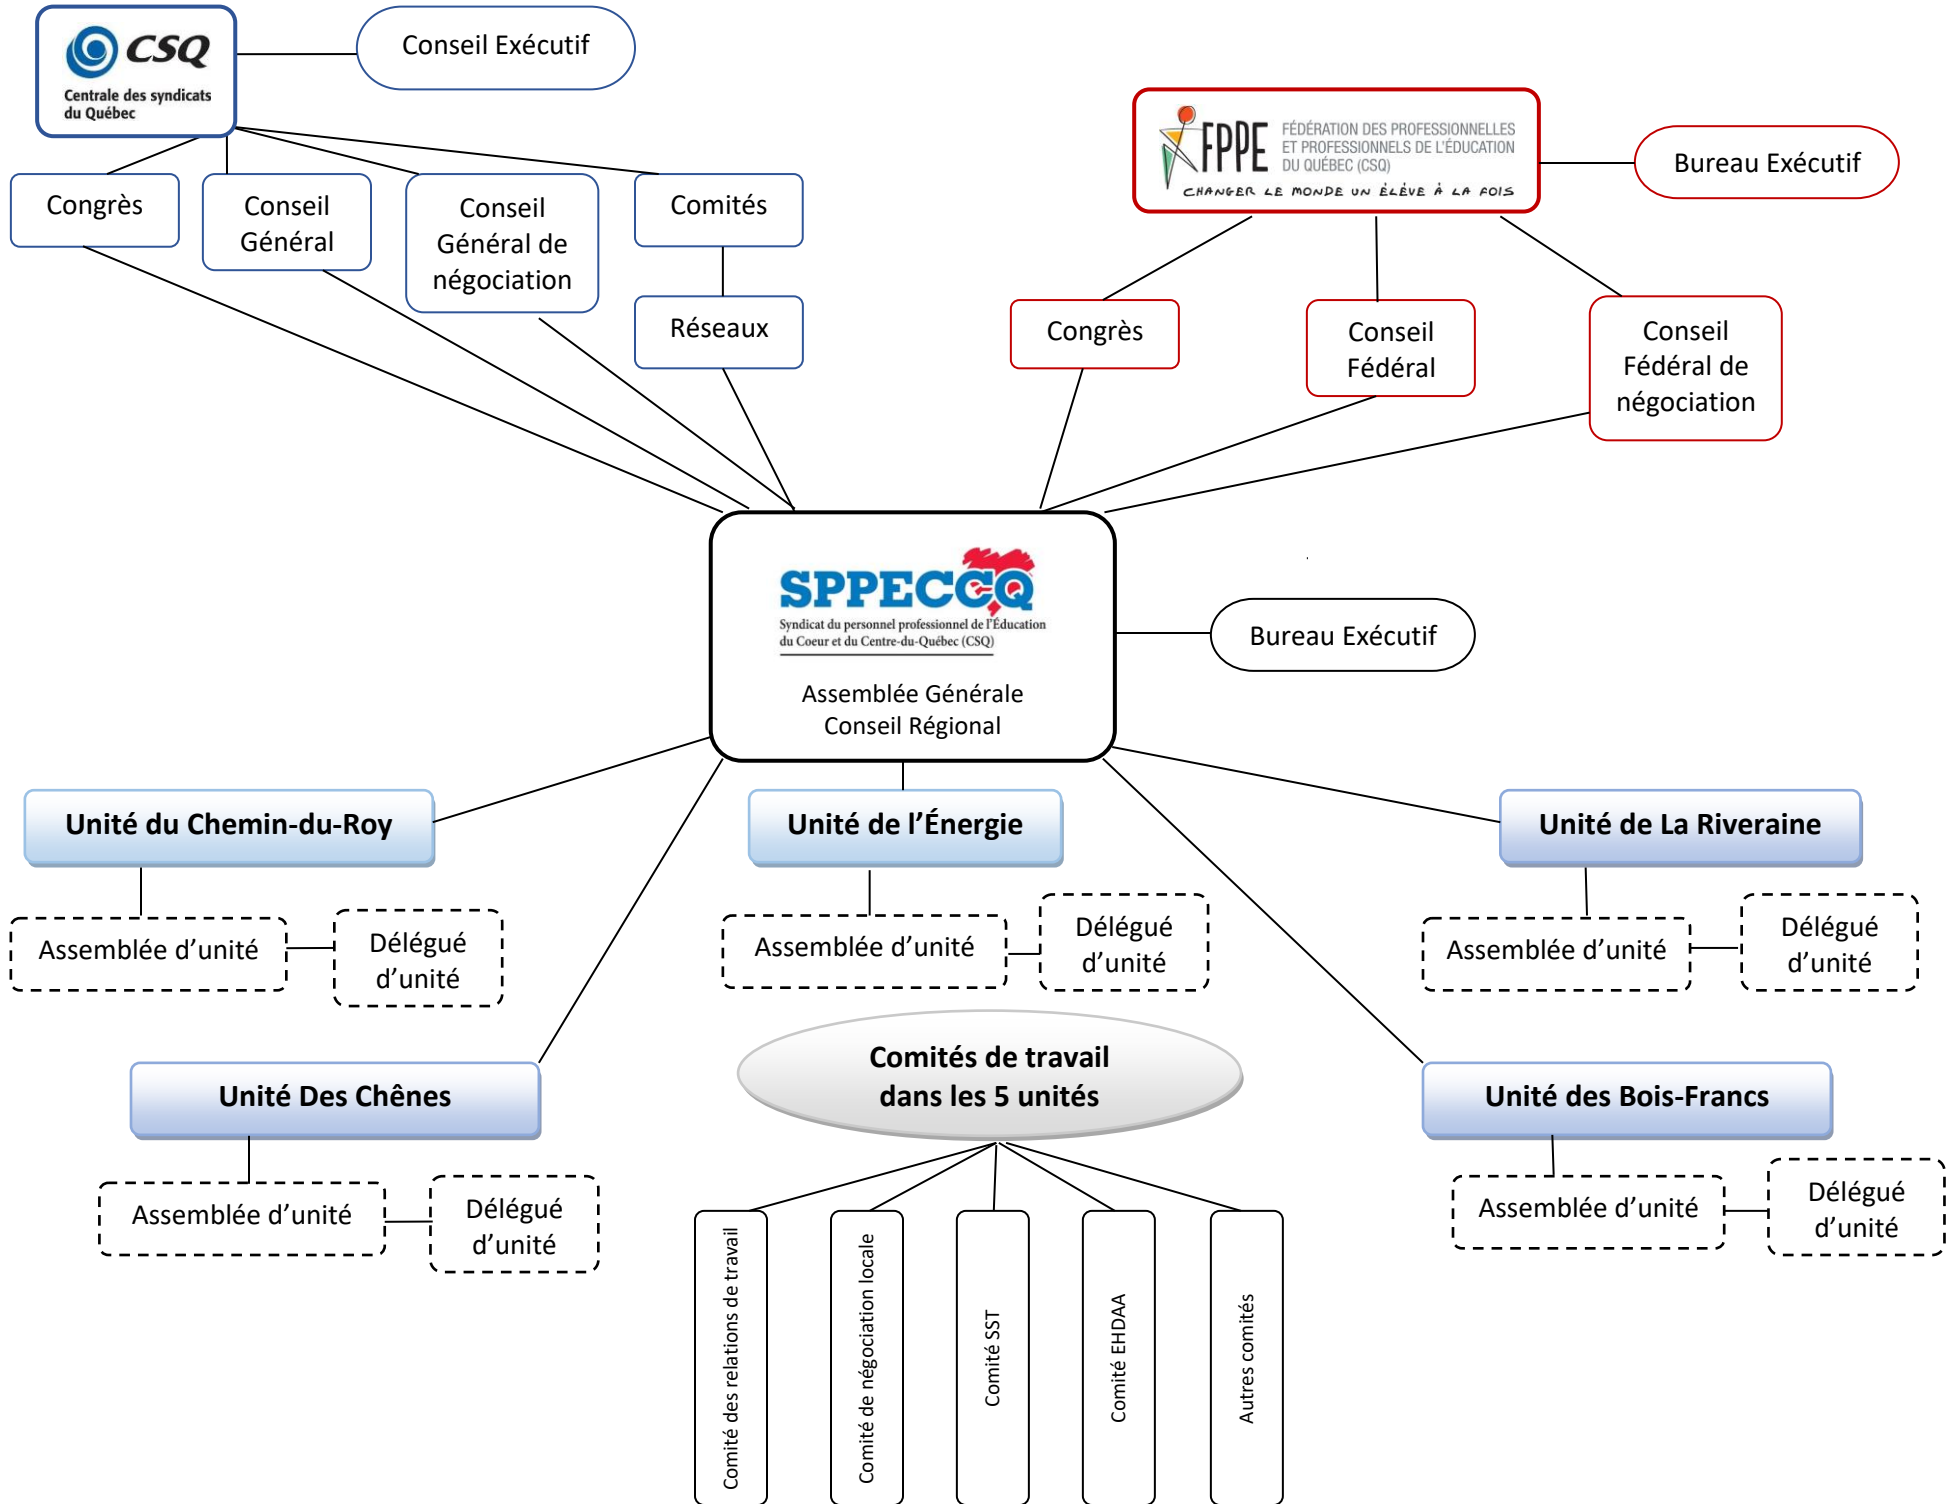 CSQ
Centrale des syndicats
du Québec
Conseil Exécutif
Congrès
Conseil
Général
Conseil
Général de
négociation
Comités
Réseaux
FPPE
FÉDÉRATION DES PROFESSIONNELLES
ET PROFESSIONNELS DE L'ÉDUCATION
DU QUÉBEC (CSQ)
CHANGER LE MONDE UN ÉLÈVE À LA FOIS
Bureau Exécutif
Congrès
Conseil
Fédéral
Conseil
Fédéral de
négociation
SPPECCQ
Syndicat du personnel professionnel de l'Éducation
du Coeur et du Centre-du-Québec (CSQ)
Assemblée Générale
Conseil Régional
Bureau Exécutif
Unité du Chemin-du-Roy
Assemblée d’unité
Délégué
d’unité
Unité de l’Énergie
Assemblée d’unité
Délégué
d’unité
Unité de La Riveraine
Assemblée d’unité
Délégué
d’unité
Unité Des Chênes
Assemblée d’unité
Délégué
d’unité
Comités de travail
dans les 5 unités
Comité des relations de travail
Comité de négociation locale
Comité SST
Comité EHDAA
Autres comités
Unité des Bois-Francs
Assemblée d’unité
Délégué
d’unité